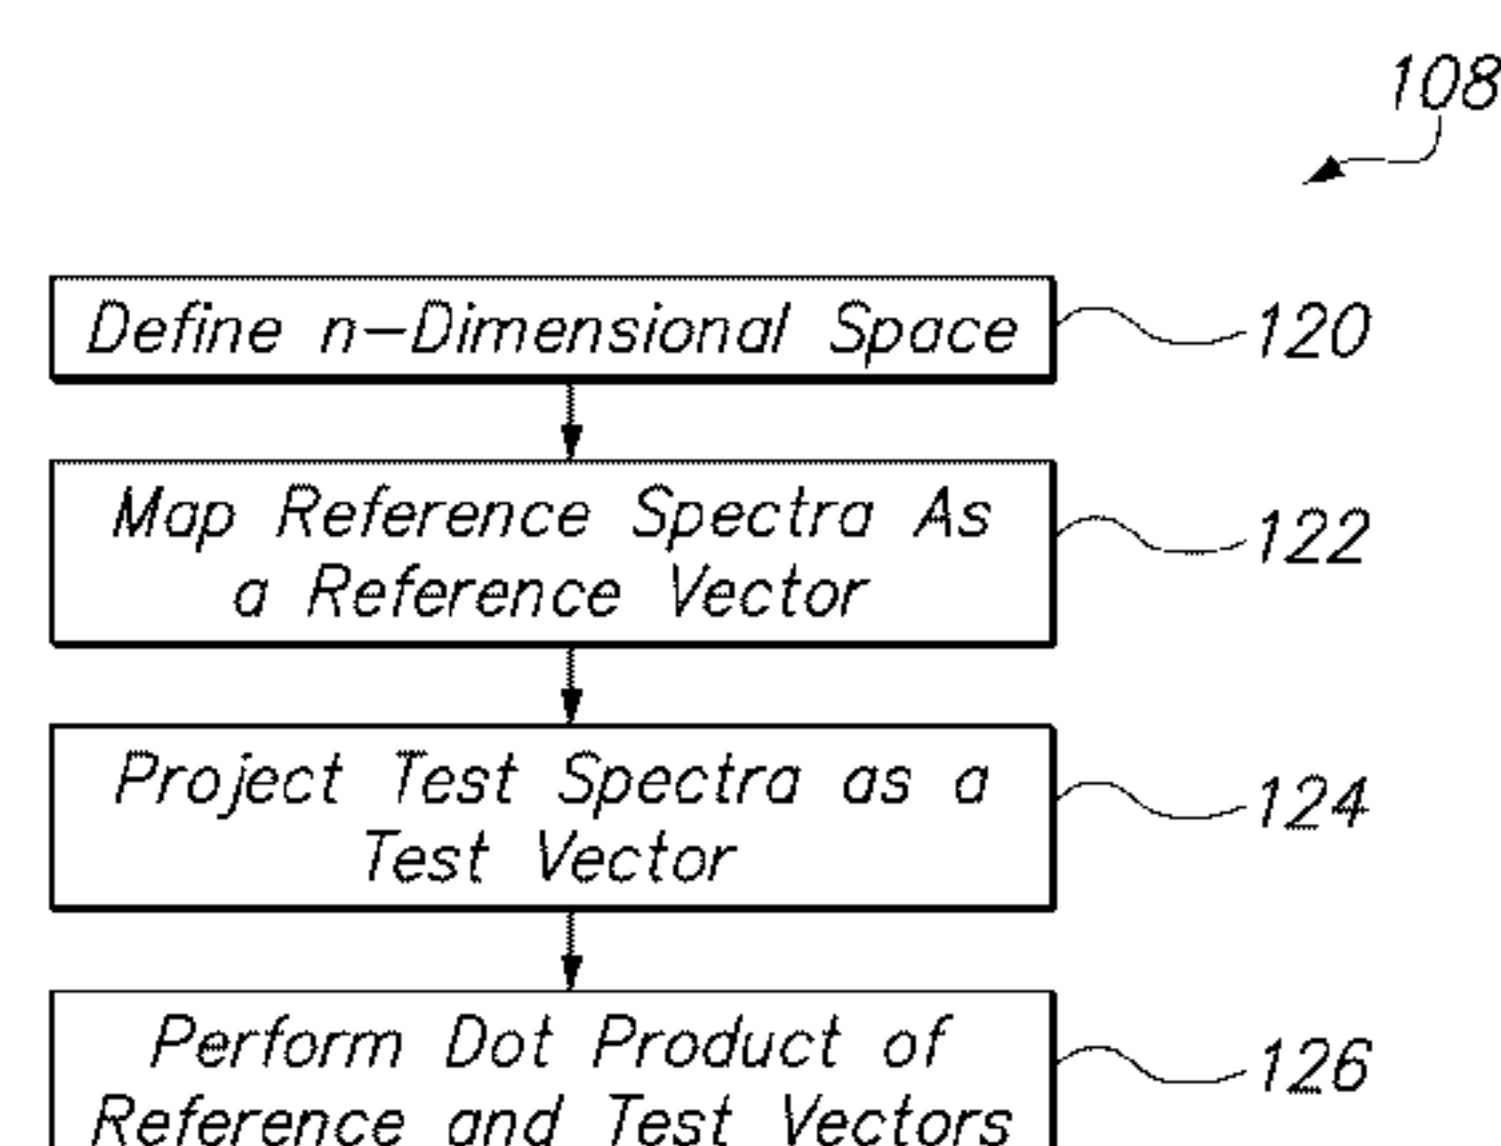 108
Define n-Dimensional Space
120
Map Reference Spectra As
a Reference Vector
122
Project Test Spectra as a
Test Vector
124
Perform Dot Product of
Reference and Test Vectors
126